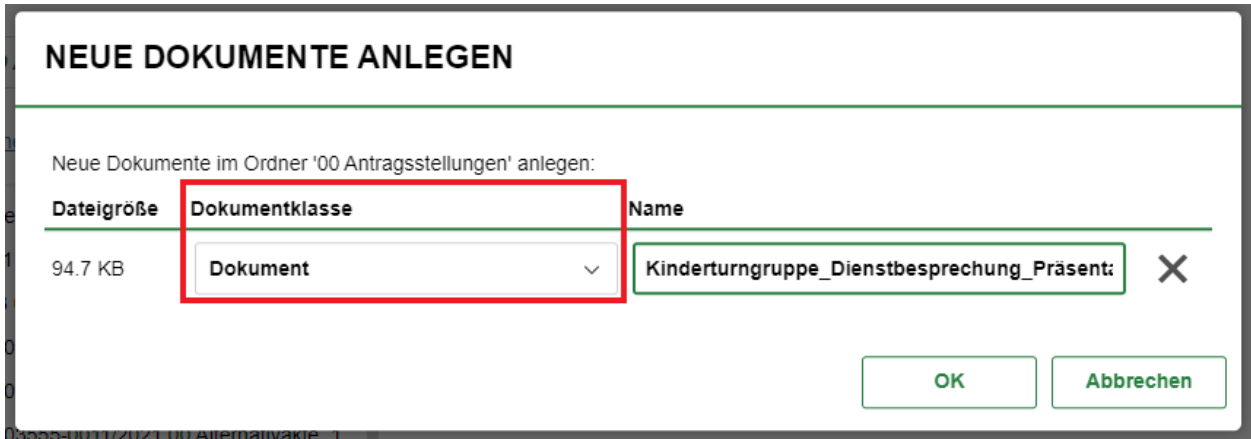 NEUE DOKUMENTE ANLEGEN
Neue Dokumente im Ordner '00 Antragsstellungen' anlegen:
Dateigröße Dokumentklasse Name
94.7 KB Dokument Kinderturngruppe_Dienstbesprechung_Präsenta
OK Abbrechen